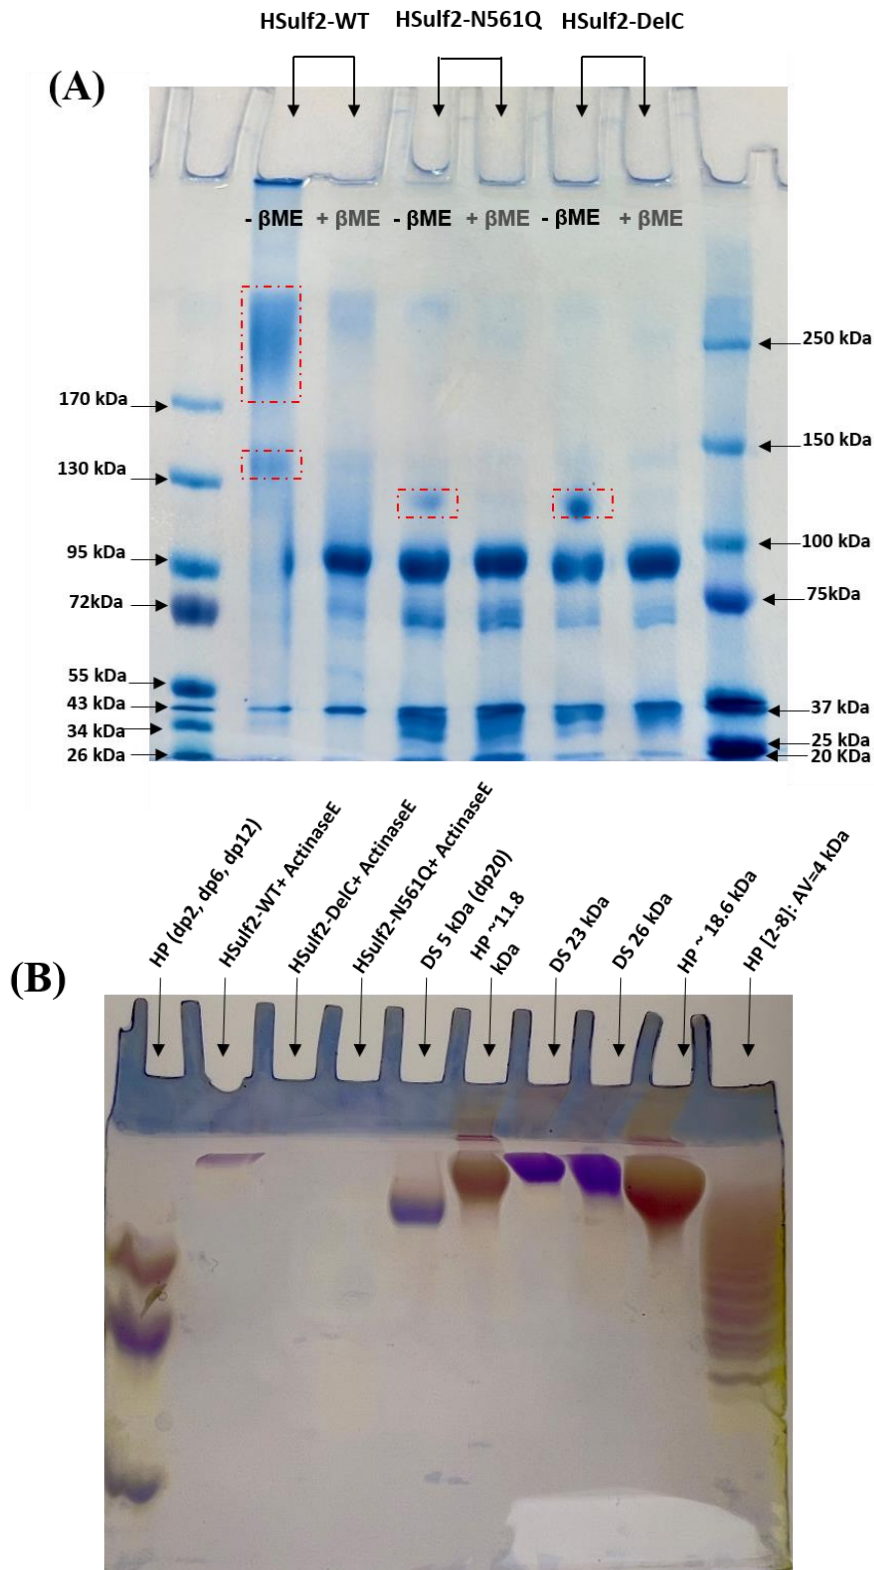 HSulf2-WT HSulf2-N561Q HSulf2-DelC
(A)
- βME + βME - βME + βME - βME + βME
250 kDa
170 kDa
150 kDa
130 kDa
100 kDa
95 kDa
75kDa
72kDa
55 kDa
43 kDa
37 kDa
34 kDa
25 kDa
26 kDa
20 KDa
(B)
HP (dp2, dp6, dp12)
HSulf2-WT+ ActinaseE
HSulf2-DelC+ ActinaseE
HSulf2-N561Q+ ActinaseE
DS 5 kDa (dp20)
HP ~11.8
kDa
DS 23 kDa
DS 26 kDa
HP ~ 18.6 kDa
HP [2-8]: AV=4 kDa